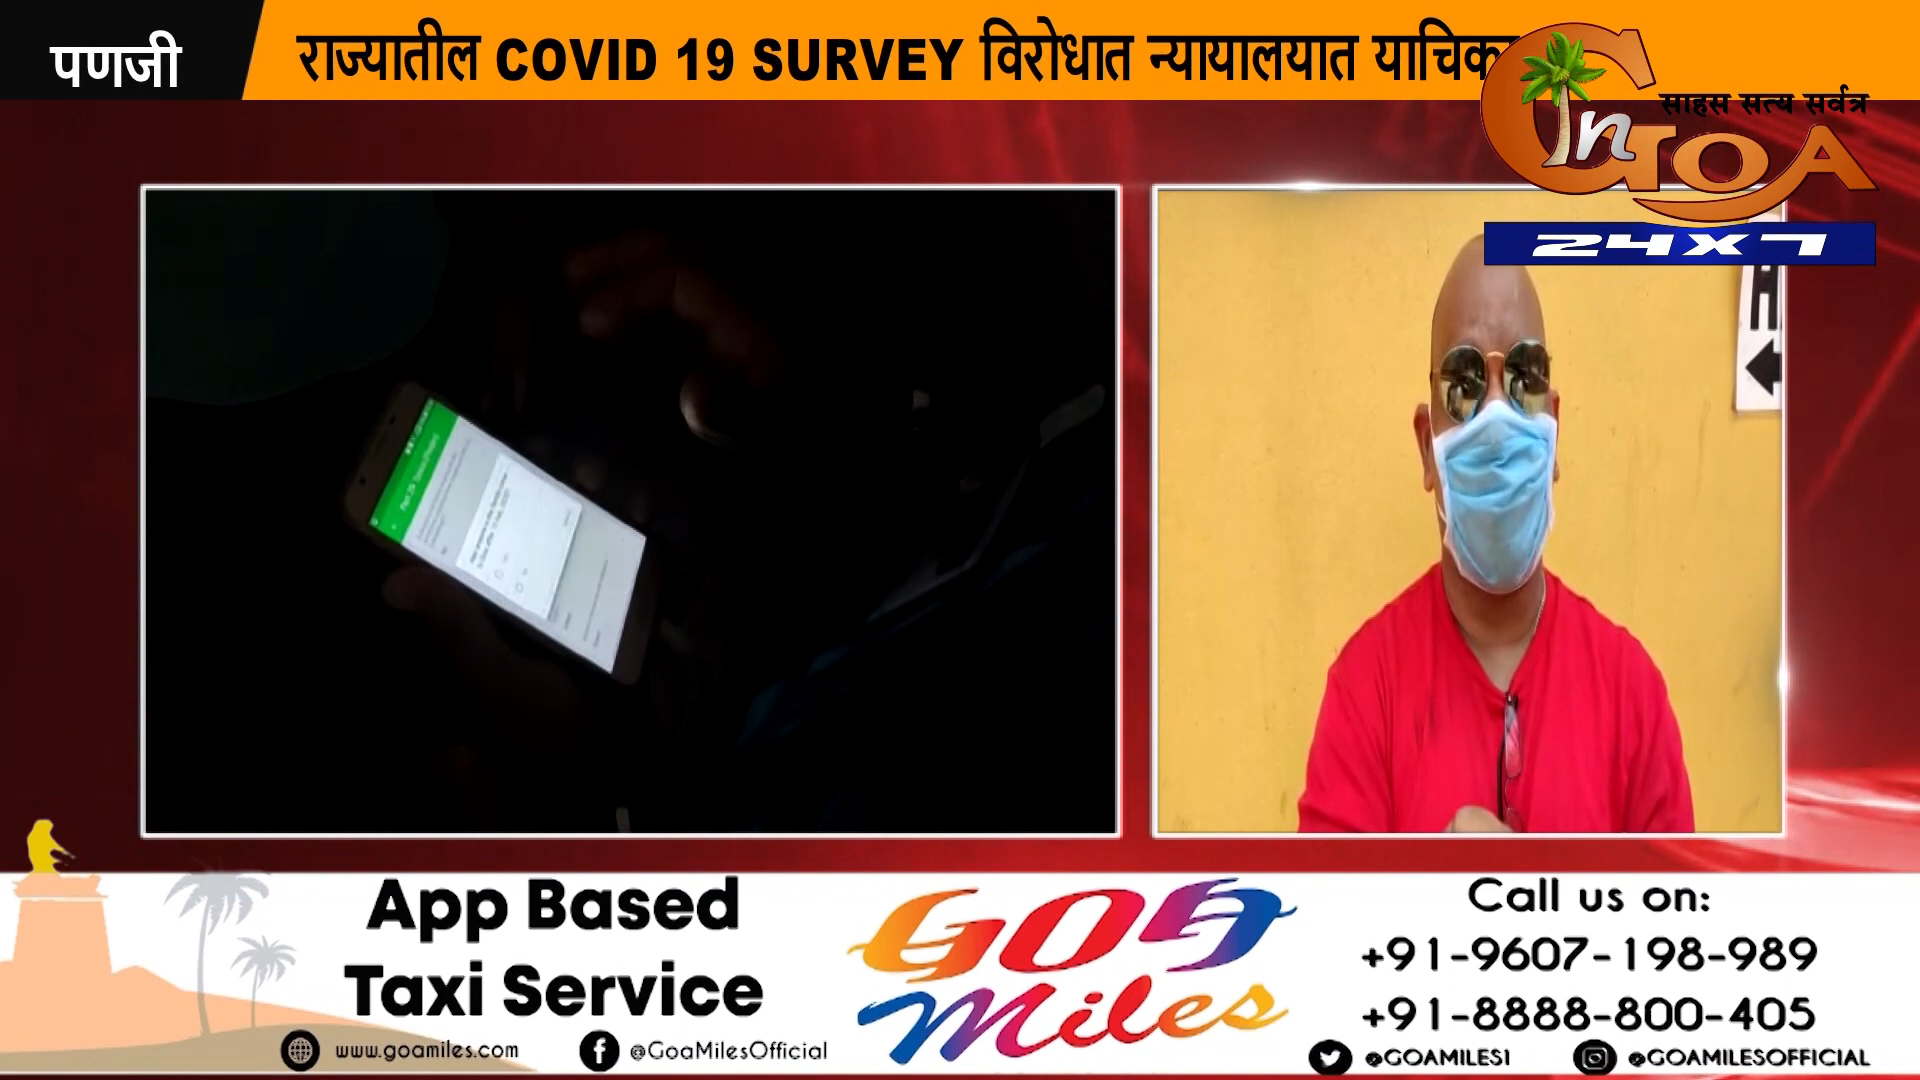 पणजी
राज्यातील COVID 19 SURVEY विरोधात न्यायालयात
साहस सत्य सर्वत्र
in GOA
24x7
App Based
Taxi Service
www.goamiles.com
@GoaMilesOfficial
GOA
Miles
Call us on:
+91-9607-198-989
+91-8888-800-405
@GOAMILES1
@GOAMILESOFFICIAL